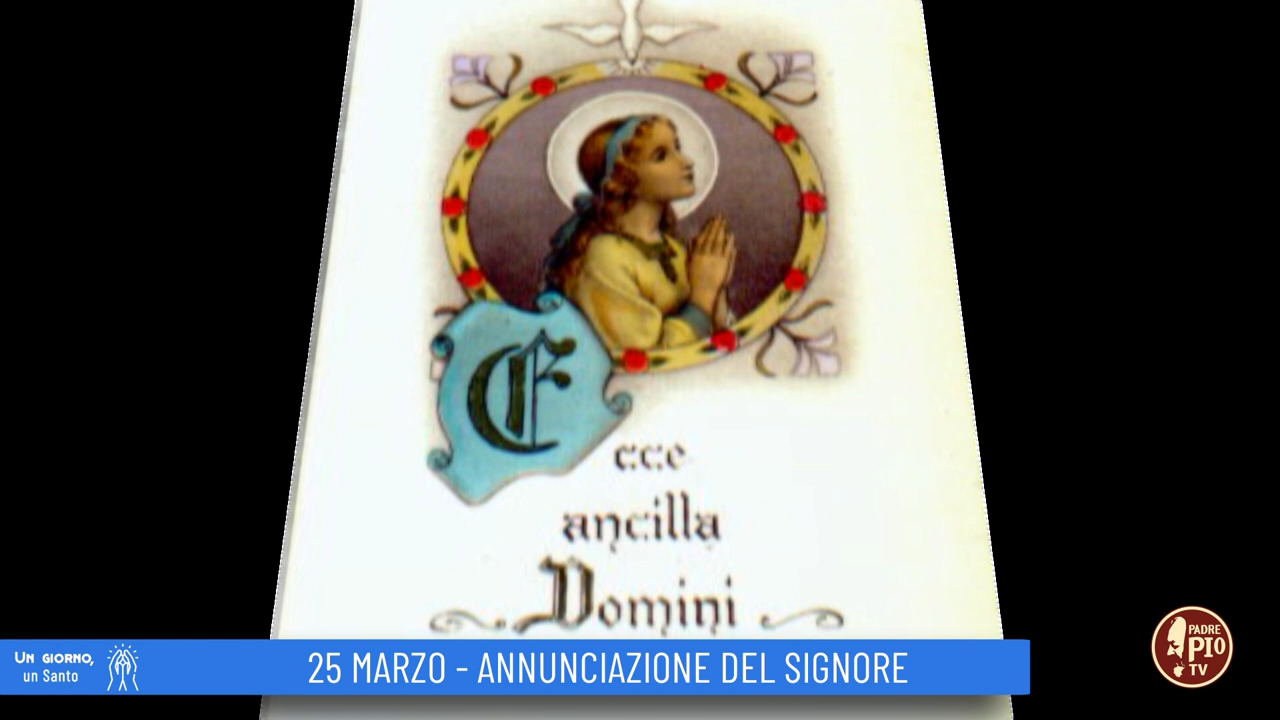 Ecce
ancilla
Domini
Un giorno,
un Santo
25 MARZO - ANNUNCIAZIONE DEL SIGNORE
PADRE
PIO
TV